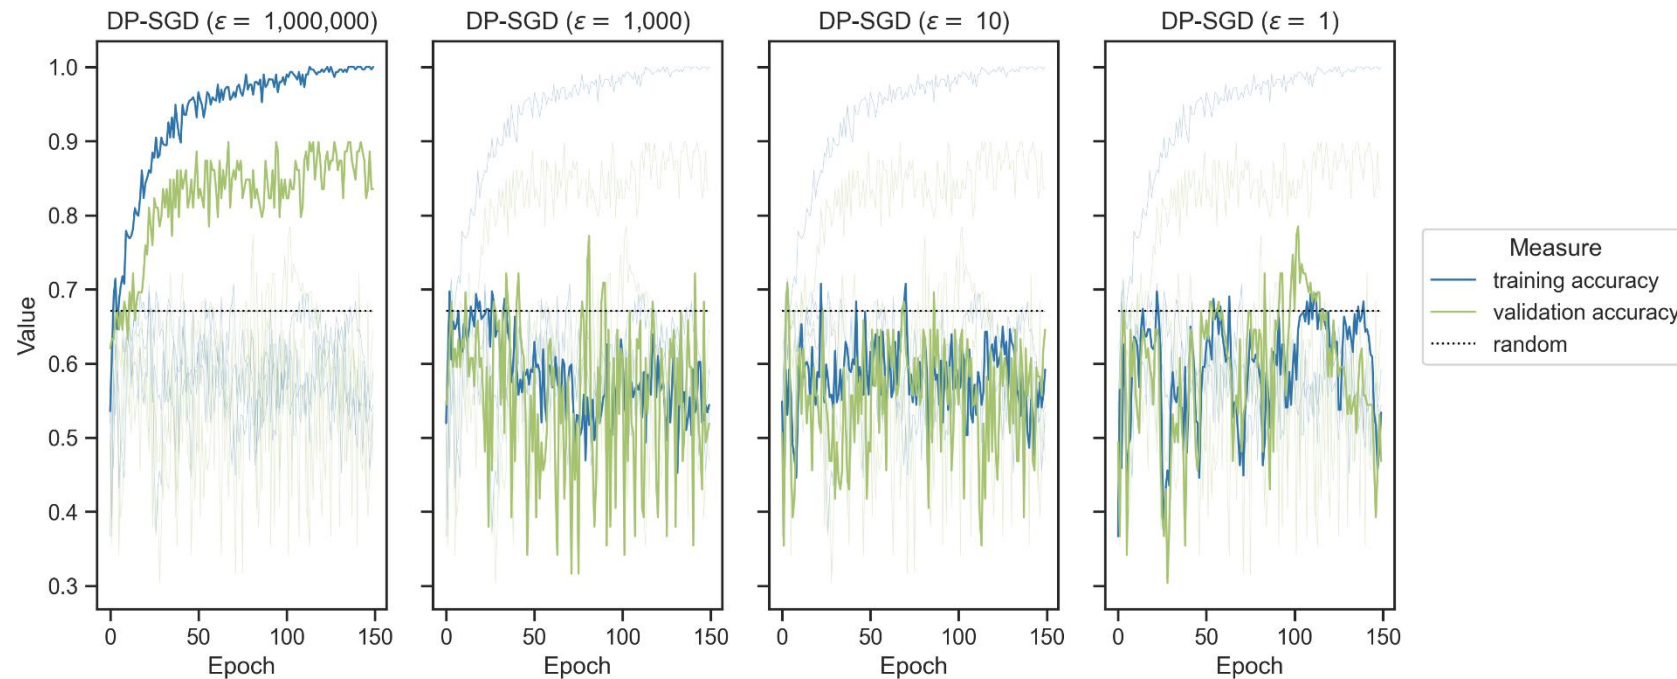 DP-SGD (ε = 1,000,000)
DP-SGD (ε = 1,000)
DP-SGD (ε = 10)
DP-SGD (ε = 1)
Value
1.0
0.9
0.8
0.7
0.6
0.5
0.4
0.3
0 50 100 150
0 50 100 150
0 50 100 150
0 50 100 150
Epoch
Epoch
Epoch
Epoch
Measure
training accuracy
validation accuracy
random